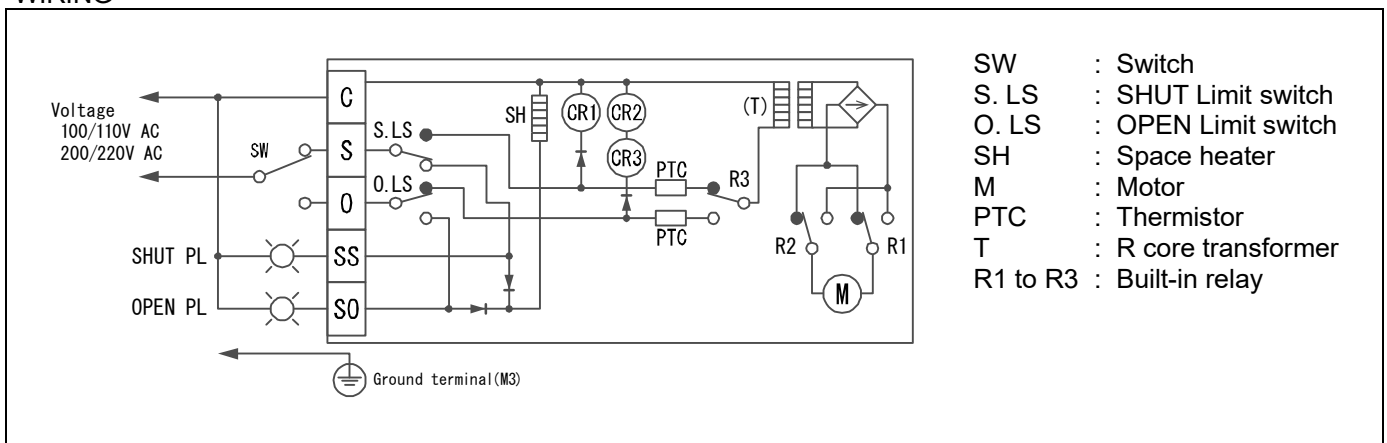 WIRING
Voltage
100/110V AC
200/220V AC
SW
C
S
O
SS
SO
S.LS
O.LS
SHUT PL
OPEN PL
SH
CR1
CR2
CR3
PTC
PTC
R3
(T)
R2
R1
M
Ground terminal(M3)
SW : Switch
S. LS : SHUT Limit switch
O. LS : OPEN Limit switch
SH : Space heater
M : Motor
PTC : Thermistor
T : R core transformer
R1 to R3 : Built-in relay